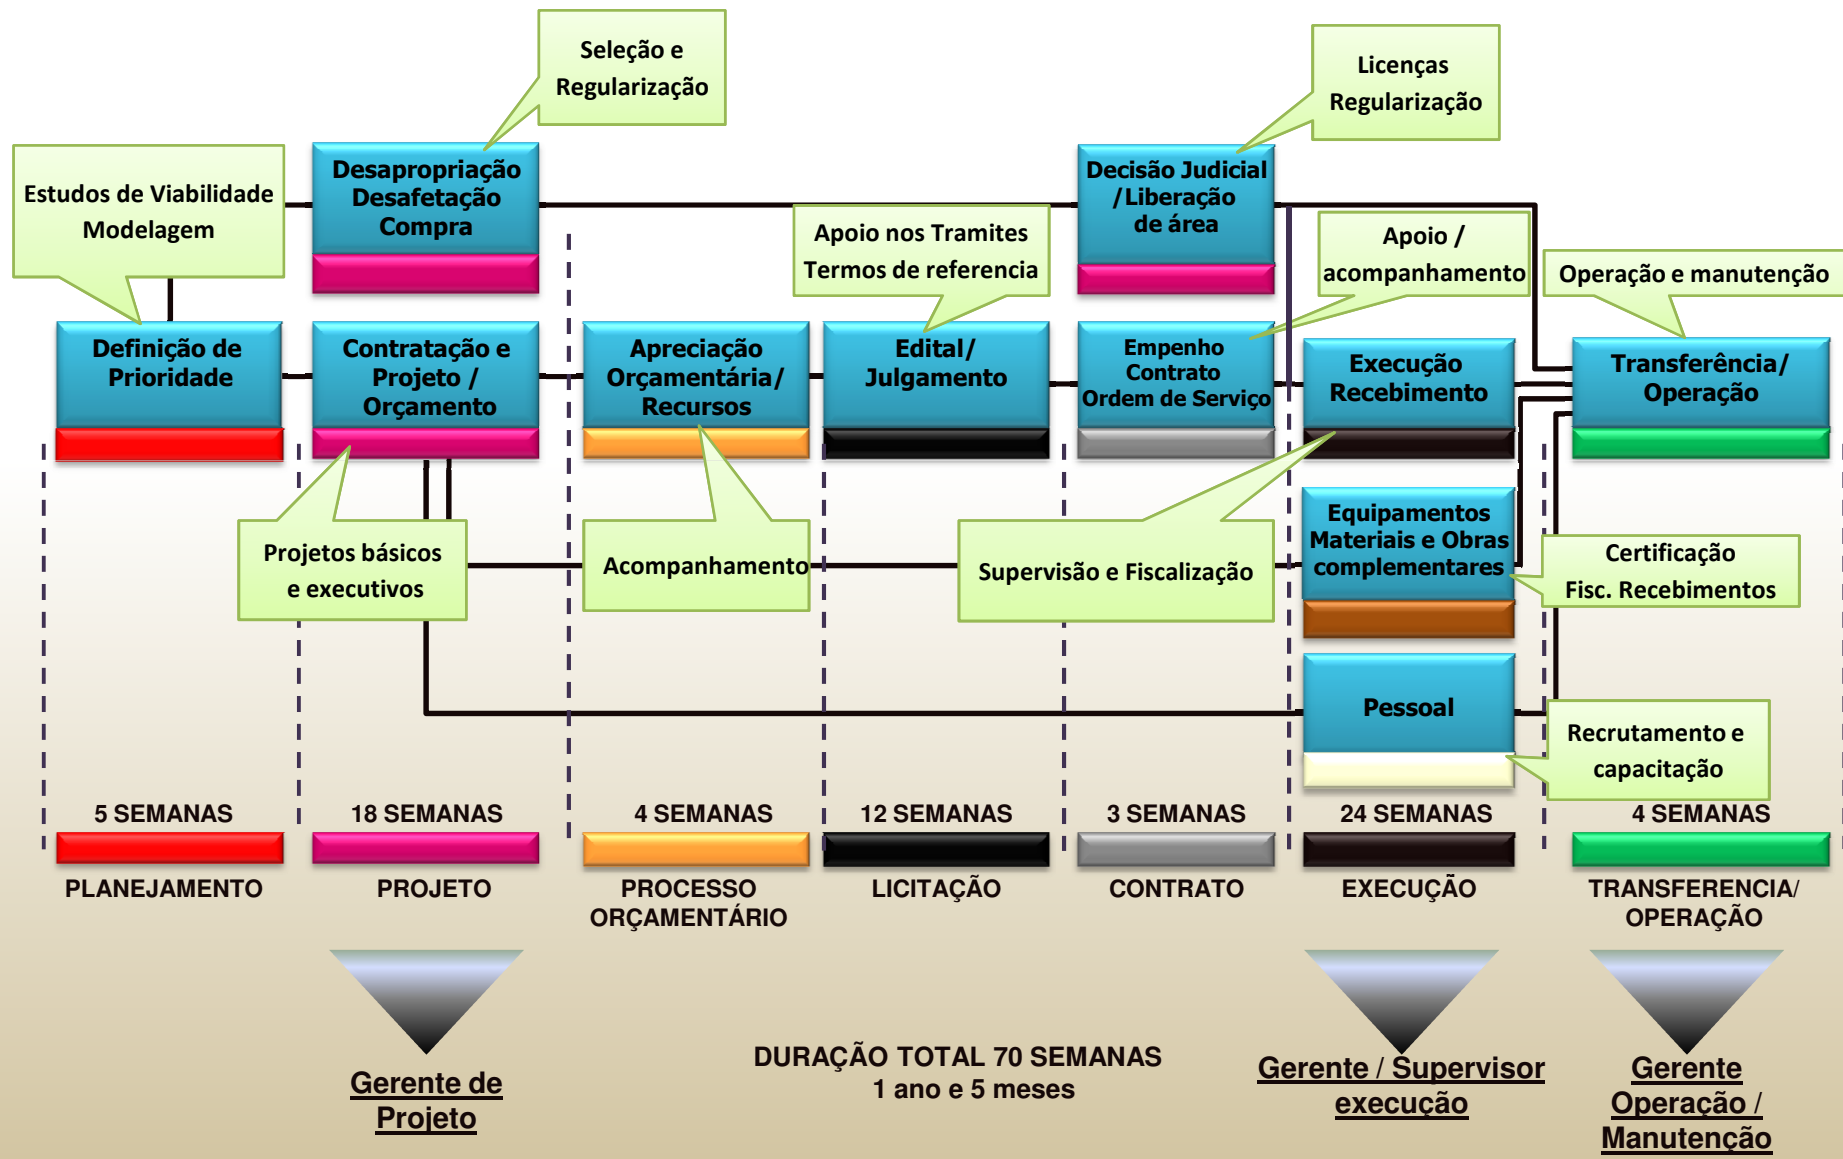 Seleção e
Regularização
Licenças
Regularização
Estudos de Viabilidade
Modelagem
Desapropriação
Desafetação
Compra
Decisão Judicial
/Liberação
de área
Apoio nos Tramites
Termos de referencia
Apoio /
acompanhamento
Operação e manutenção
Definição de
Prioridade
Contratação e
Projeto /
Orçamento
Apreciação
Orçamentária/
Recursos
Edital/
Julgamento
Empenho
Contrato
Ordem de Serviço
Execução
Recebimento
Transferência/
Operação
Projetos básicos
e executivos
Acompanhamento
Supervisão e Fiscalização
Equipamentos
Materiais e Obras
complementares
Certificação
Fisc. Recebimentos
Pessoal
Recrutamento e
capacitação
5 SEMANAS
18 SEMANAS
4 SEMANAS
12 SEMANAS
3 SEMANAS
24 SEMANAS
4 SEMANAS
PLANEJAMENTO
PROJETO
PROCESSO
ORÇAMENTÁRIO
LICITAÇÃO
CONTRATO
EXECUÇÃO
TRANSFERENCIA/
OPERAÇÃO
Gerente de
Projeto
DURAÇÃO TOTAL 70 SEMANAS
1 ano e 5 meses
Gerente / Supervisor
execução
Gerente
Operação /
Manutenção